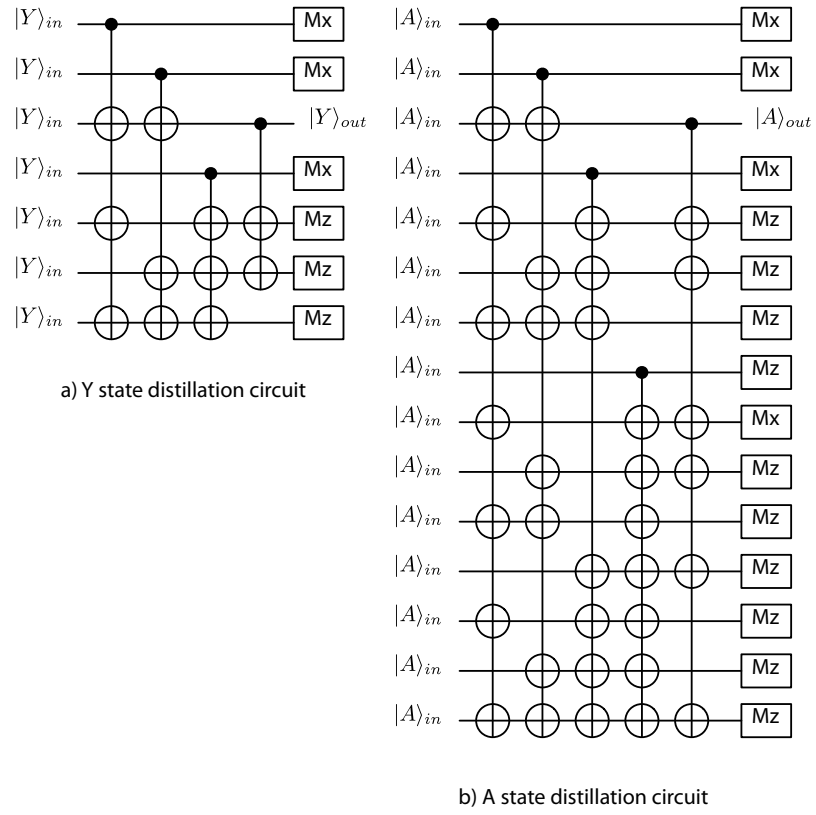 |Y⟩in Mx |A⟩in Mx
|Y⟩in Mx |A⟩in Mx
|Y⟩in |Y⟩out |A⟩in |A⟩out
|Y⟩in Mx |A⟩in Mx
|Y⟩in Mz |A⟩in Mz
|Y⟩in Mz |A⟩in Mz
|Y⟩in Mz |A⟩in Mz
|A⟩in Mz
a) Y state distillation circuit
|A⟩in Mx
|A⟩in Mz
|A⟩in Mz
|A⟩in Mz
|A⟩in Mz
|A⟩in Mz
|A⟩in Mz
b) A state distillation circuit